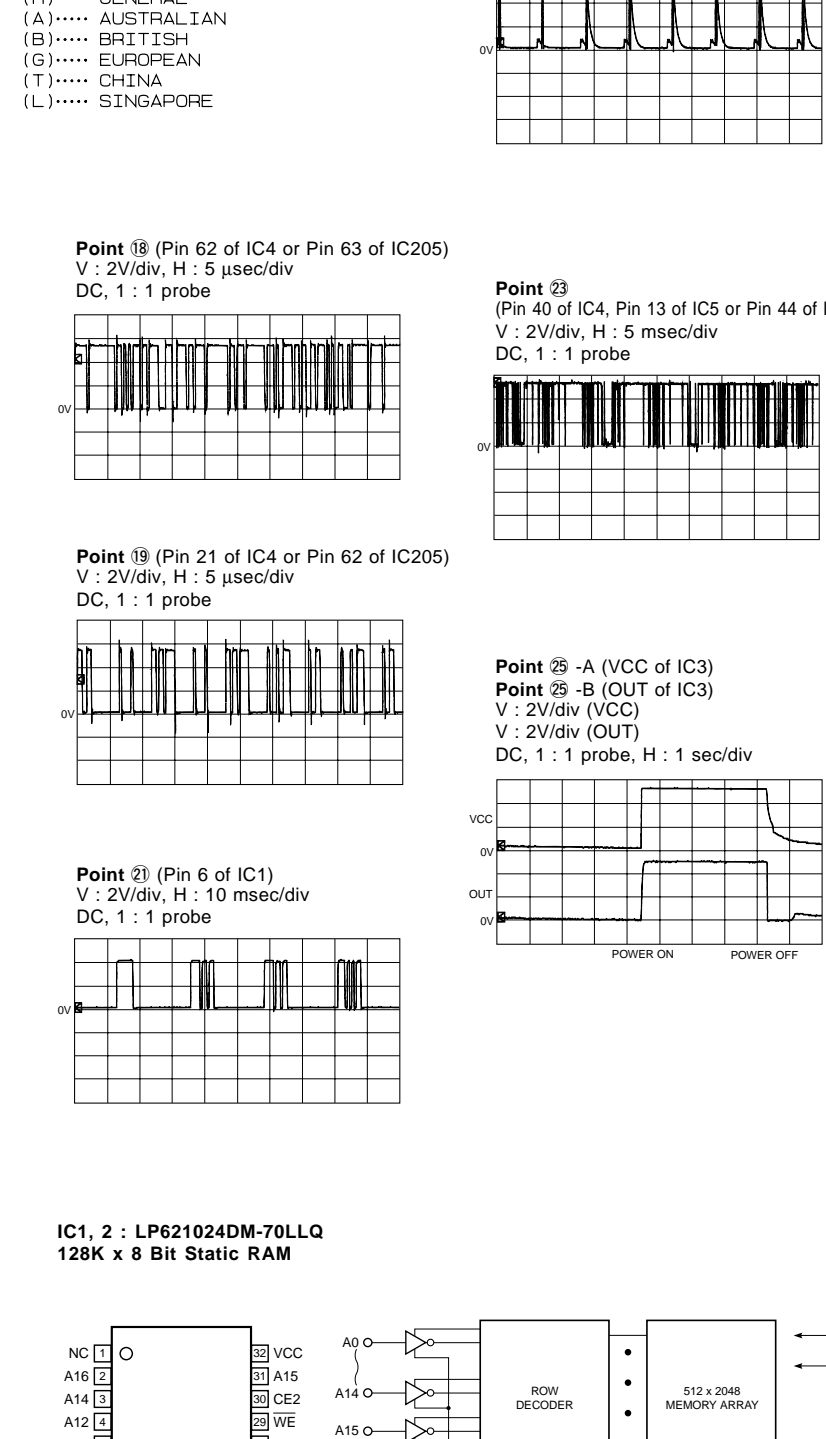 (A)····· AUSTRALIAN
(B)····· BRITISH
(G)····· EUROPEAN
(T)····· CHINA
(L)····· SINGAPORE
0V
Point ⑱ (Pin 62 of IC4 or Pin 63 of IC205)
V : 2V/div, H : 5 μsec/div
DC, 1 : 1 probe
0V
Point ㉓
(Pin 40 of IC4, Pin 13 of IC5 or Pin 44 of
V : 2V/div, H : 5 msec/div
DC, 1 : 1 probe
0V
Point ⑲ (Pin 21 of IC4 or Pin 62 of IC205)
V : 2V/div, H : 5 μsec/div
DC, 1 : 1 probe
0V
Point ㉕ -A (VCC of IC3)
Point ㉕ -B (OUT of IC3)
V : 2V/div (VCC)
V : 2V/div (OUT)
DC, 1 : 1 probe, H : 1 sec/div
VCC
0V
OUT
0V
POWER ON POWER OFF
Point ㉑ (Pin 6 of IC1)
V : 2V/div, H : 10 msec/div
DC, 1 : 1 probe
0V
IC1, 2 : LP621024DM-70LLQ
128K x 8 Bit Static RAM
NC 1 32 VCC
A16 2 31 A15
A14 3 30 CE2
A12 4 29 W̅E̅
A0
A14
A15
ROW
DECODER
512 x 2048
MEMORY ARRAY